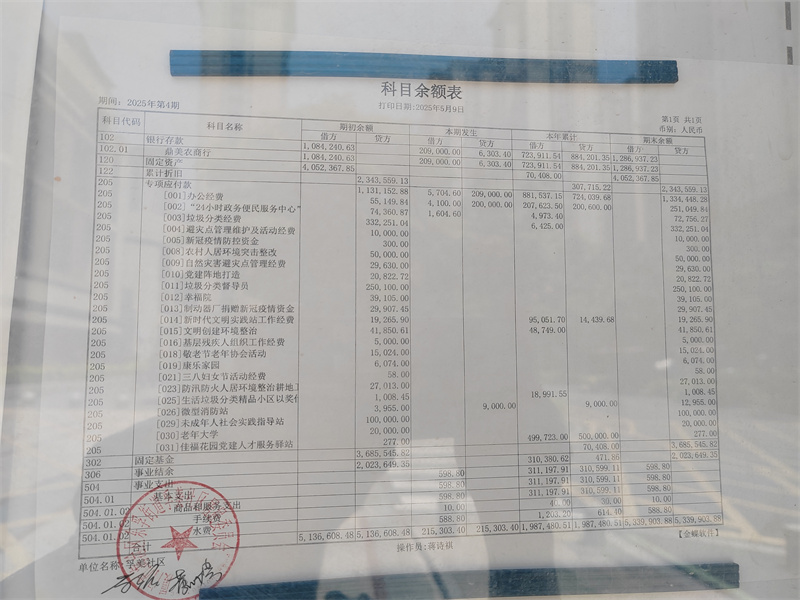 科目余额表
期间: 2025年第4期 打印日期:2025年5月9日 第1页 共1页
币别: 人民币
科目代码 科目名称 期初余额 本期发生 本年累计 期末余额
借方 贷方 借方 贷方 借方 贷方 借方 贷方
102 银行存款 1,084,240.63 209,000.00 6,303.40 723,911.54 884,201.35 1,286,937.23
102.01 鼎美农商行 1,084,240.63 209,000.00 6,303.40 723,911.54 884,201.35 1,286,937.23
120 固定资产 4,052,367.85 70,408.00 4,052,367.85
122 累计折旧 2,343,559.13 307,715.22 2,343,559.13
205 专项应付款 1,131,152.88 5,704.60 209,000.00 881,537.15 724,039.68 1,334,448.28
205 [001]办公经费 55,149.84 4,100.00 200,000.00 207,623.50 200,600.00 251,049.84
205 [002]"24小时政务便民服务中心" 74,360.87 1,604.60 4,973.40 72,756.27
205 [003]垃圾分类经费 332,251.04 6,425.00 332,251.04
205 [004]避灾点管理维护及活动经费 10,000.00 10,000.00
205 [005]新冠疫情防控资金 300.00 300.00
205 [008]农村人居环境突击整改 50,000.00 50,000.00
205 [009]自然灾害避灾点管理经费 29,630.00 29,630.00
205 [010]党建阵地打造 20,822.72 20,822.72
205 [011]垃圾分类督导员 250,100.00 250,100.00
205 [012]幸福院 39,105.00 39,105.00
205 [013]制动器厂捐赠新冠疫情资金 29,907.45 29,907.45
205 [014]新时代文明实践站工作经费 19,265.90 95,051.70 14,439.68 19,265.90
205 [015]文明创建环境整治 41,850.61 48,749.00 41,850.61
205 [016]基层残疾人组织工作经费 5,000.00 5,000.00
205 [018]敬老节老年协会活动 15,024.00 15,024.00
205 [019]康乐家园 6,074.00 6,074.00
205 [021]三八妇女节活动经费 58.00 58.00
205 [023]防汛防火人居环境整治耕地 27,013.00 27,013.00
205 [025]生活垃圾分类精品小区以奖 1,008.45 18,991.55 1,008.45
205 [026]微型消防站 3,955.00 9,000.00 9,000.00 12,955.00
205 [029]未成年人社会实践指导站 100,000.00 100,000.00
205 [030]老年大学 20,000.00 20,000.00
205 [031]佳福花园党建人才服务驿站 277.00 499,723.00 500,000.00 277.00
302 固定基金 3,685,545.82 70,408.00 3,685,545.82
306 事业结余 2,023,649.35 310,380.62 471.86 2,023,649.35
504 事业支出 598.80 311,197.91 310,599.11 598.80
504.01 基本支出 598.80 311,197.91 310,599.11 598.80
504.01.0 商品和服务支出 598.80 311,197.91 310,599.11 598.80
504.01.0 手续费 10.00 40.00 30.00 10.00
504.01. 水费 588.80 1,203.20 614.40 588.80
合计 5,136,608.48 5,136,608.48 215,303.40 215,303.40 1,987,480.51 1,987,480.51 5,339,903.88 5,339,903.88
单位名称:孚美社区 操作员: 蒋诗祺 【金蝶软件】